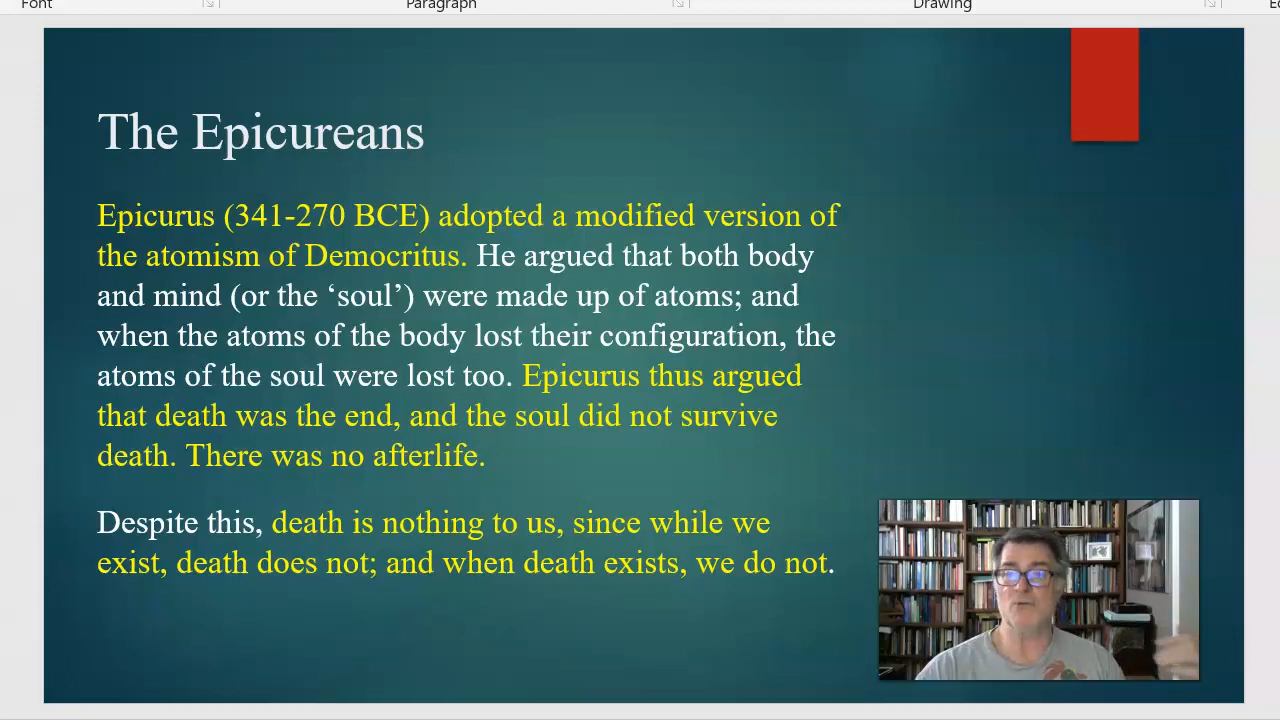 Font Paragraph Drawing
The Epicureans
Epicurus (341-270 BCE) adopted a modified version of
the atomism of Democritus. He argued that both body
and mind (or the ‘soul’) were made up of atoms; and
when the atoms of the body lost their configuration, the
atoms of the soul were lost too. Epicurus thus argued
that death was the end, and the soul did not survive
death. There was no afterlife.
Despite this, death is nothing to us, since while we
exist, death does not; and when death exists, we do not.